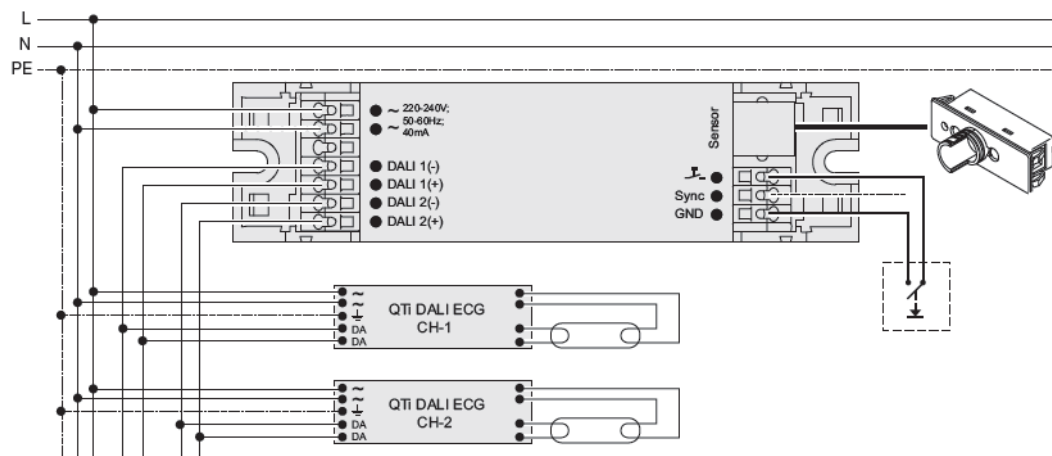 L
N
PE
~ 220-240V;
~ 50-60Hz;
40mA
DALI 1(-)
DALI 1(+)
DALI 2(-)
DALI 2(+)
Sensor
Sync
GND
~
~
DA
DA
QTi DALI ECG
CH-1
~
~
DA
DA
QTi DALI ECG
CH-2